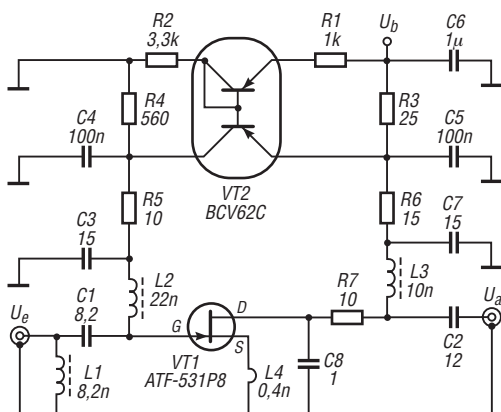 R2
3,3k
R1
1k
U_b
C6
1μ
C4
100n
R4
560
R3
25
C5
100n
VT2
BCV62C
R5
10
R6
15
C3
15
C7
15
L2
22n
L3
10n
U_e
C1
8,2
G
D
S
R7
10
U_a
C2
12
VT1
ATF-531P8
L1
8,2n
L4
0,4n
C8
1